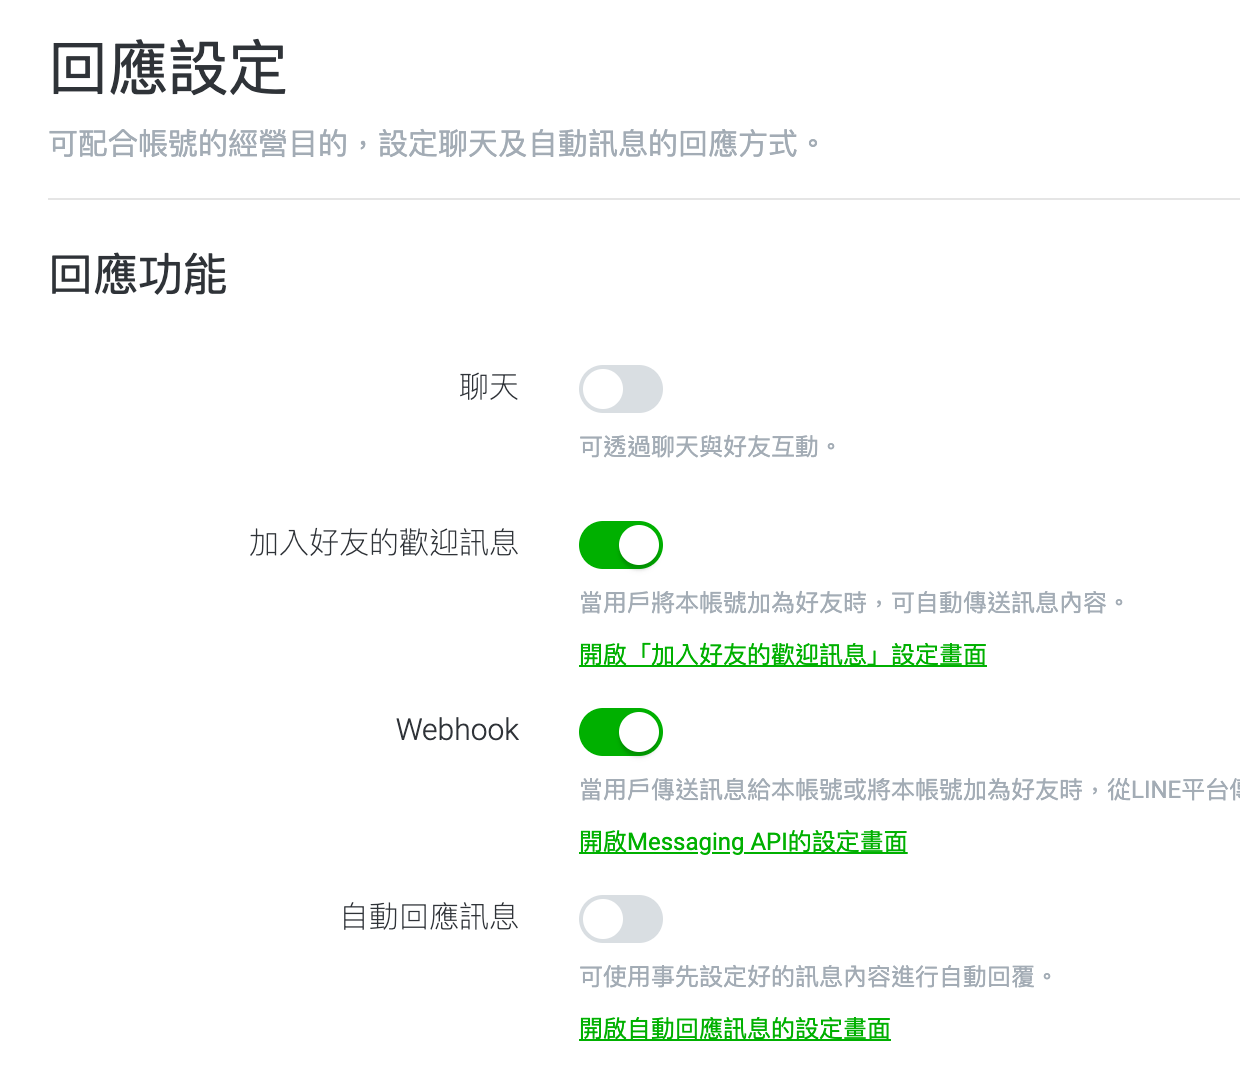 回應設定
可配合帳號的經營目的，設定聊天及自動訊息的回應方式。
回應功能
聊天
可透過聊天與好友互動。
加入好友的歡迎訊息
當用戶將本帳號加為好友時，可自動傳送訊息內容。
開啟「加入好友的歡迎訊息」設定畫面
Webhook
當用戶傳送訊息給本帳號或將本帳號加為好友時，從LINE平台
開啟Messaging API的設定畫面
自動回應訊息
可使用事先設定好的訊息內容進行自動回覆。
開啟自動回應訊息的設定畫面